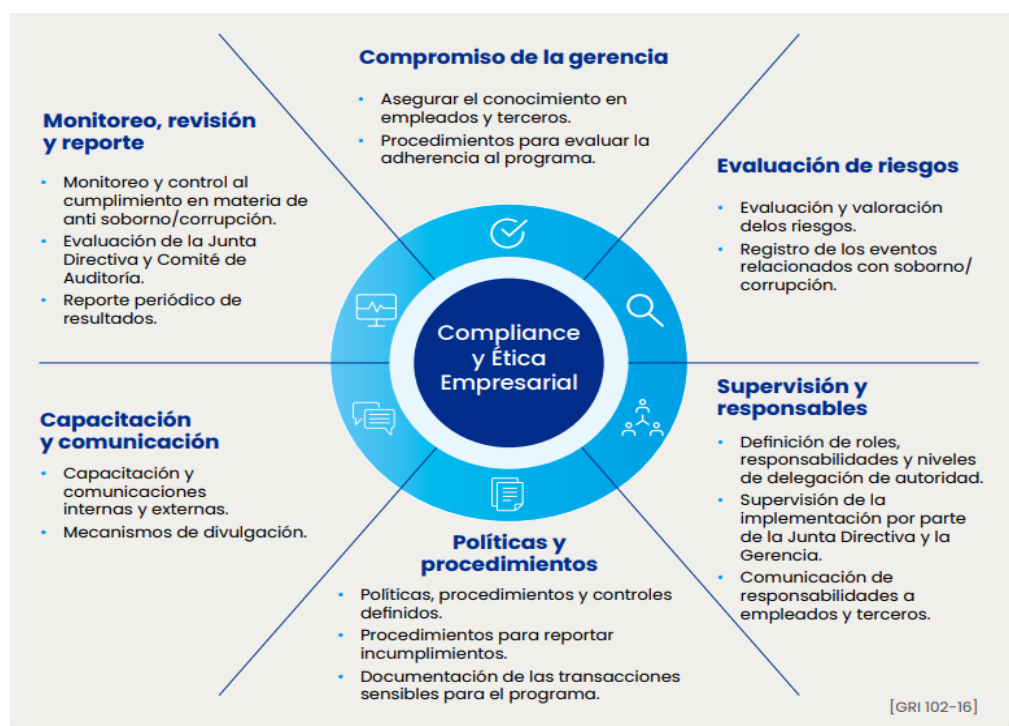 Compromiso de la gerencia
• Asegurar el conocimiento en
empleados y terceros.
• Procedimientos para evaluar la
adherencia al programa.
Monitoreo, revisión
y reporte
• Monitoreo y control al
cumplimiento en materia de
anti soborno/corrupción.
• Evaluación de la Junta
Directiva y Comité de
Auditoría.
• Reporte periódico de
resultados.
Evaluación de riesgos
• Evaluación y valoración
delos riesgos.
• Registro de los eventos
relacionados con soborno/
corrupción.
Compliance
y Ética
Empresarial
Capacitación
y comunicación
• Capacitación y
comunicaciones
internas y externas.
• Mecanismos de divulgación.
Supervisión y
responsables
• Definición de roles,
responsabilidades y niveles
de delegación de autoridad.
• Supervisión de la
implementación por parte
de la Junta Directiva y la
Gerencia.
• Comunicación de
responsabilidades a
empleados y terceros.
Políticas y
procedimientos
• Políticas, procedimientos y controles
definidos.
• Procedimientos para reportar
incumplimientos.
• Documentación de las transacciones
sensibles para el programa.
[GRI 102-16]